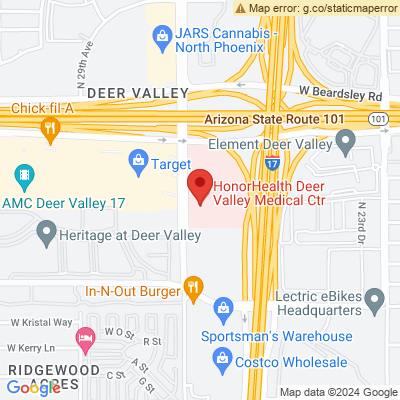 Map error: g.co/staticmaperror
JARS Cannabis -
North Phoenix
N 29th Ave
DEER VALLEY
W Beardsley Rd
Arizona State Route 101
101
Chick-fil-A
Element Deer Valley
Target
17
HonorHealth Deer
Valley Medical Ctr
AMC Deer Valley 17
N 23rd Dr
Heritage at Deer Valley
In-N-Out Burger
Lectric eBikes
Headquarters
W Kristal Way
W O St
R St
Sportsman's Warehouse
W Kerry Ln
Costco Wholesale
RIDGEWOOD
ACRES
C St
A St
G St
Google
Map data ©2024 Google